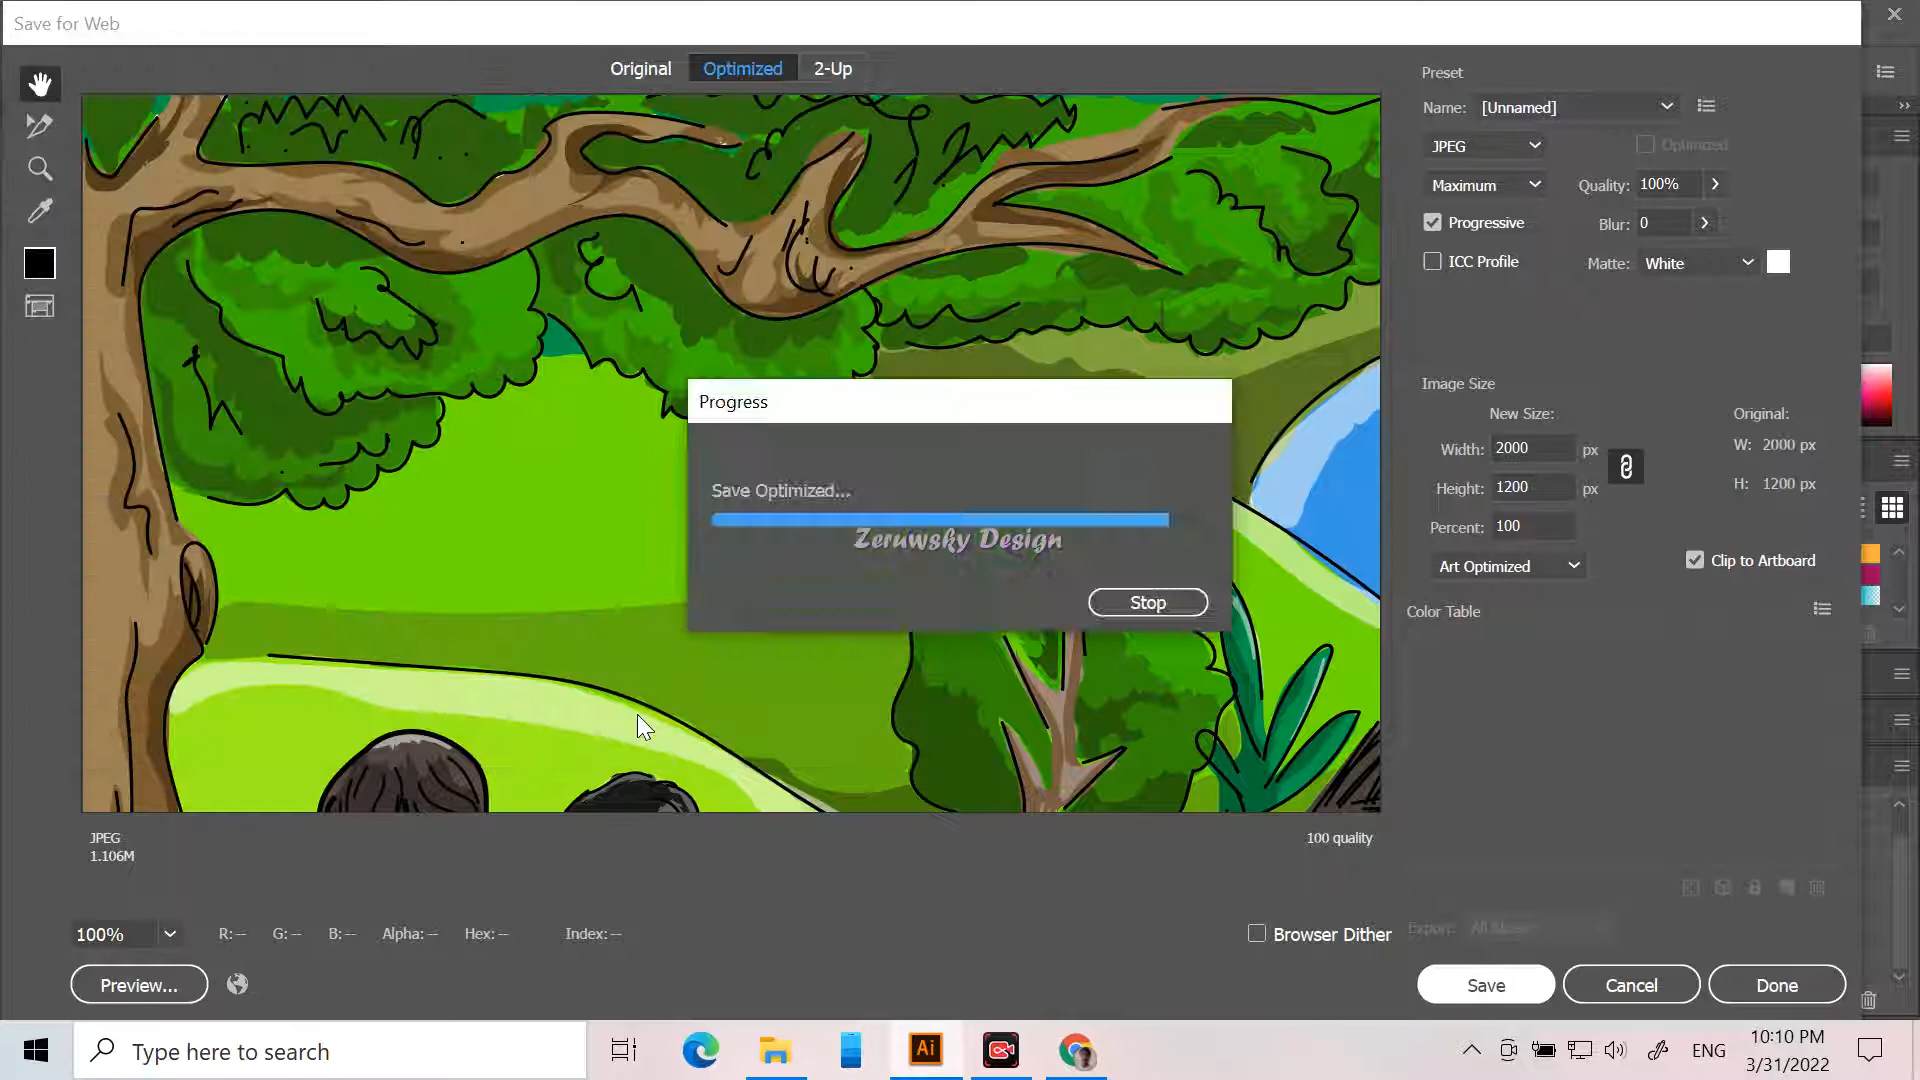 Save for Web
Original
Optimized
2-Up
Preset
Name: [Unnamed]
JPEG
Optimized
Maximum
Quality: 100%
Progressive
Blur: 0
ICC Profile
Matte: White
Image Size
New Size:
Original:
Width: 2000 px
W: 2000 px
Height: 1200 px
H: 1200 px
Percent: 100
Art Optimized
Clip to Artboard
Color Table
Progress
Save Optimized...
Zeruwsky Design
Stop
JPEG
1.106M
100 quality
100%
R: --
G: --
B: --
Alpha: --
Hex: --
Index: --
Browser Dither
Export:
Preview...
Save
Cancel
Done
Type here to search
Ai
ENG
10:10 PM
3/31/2022